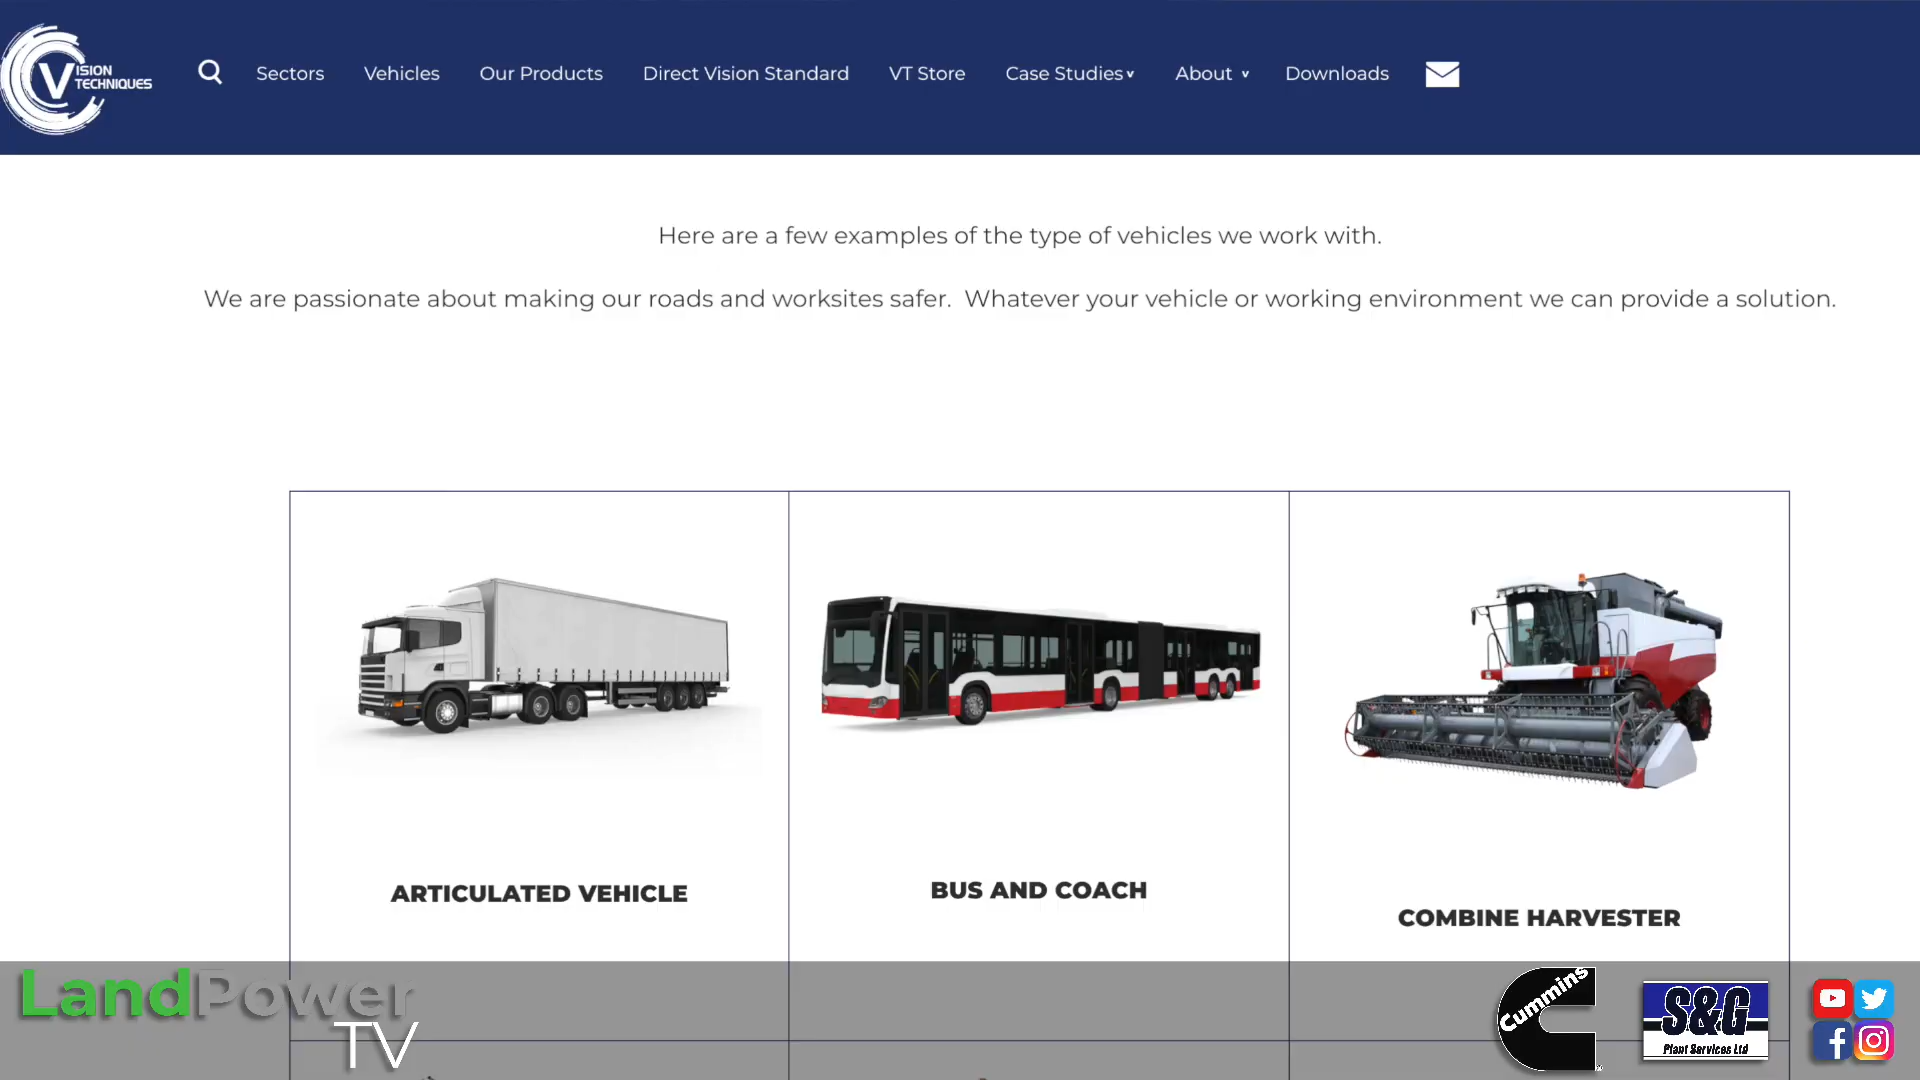 VISION
TECHNIQUES
Sectors
Vehicles
Our Products
Direct Vision Standard
VT Store
Case Studies
About
Downloads
Here are a few examples of the type of vehicles we work with.
We are passionate about making our roads and worksites safer. Whatever your vehicle or working environment we can provide a solution.
ARTICULATED VEHICLE
BUS AND COACH
COMBINE HARVESTER
LandPower
TV
Cummins
S&G
Plant Services Ltd